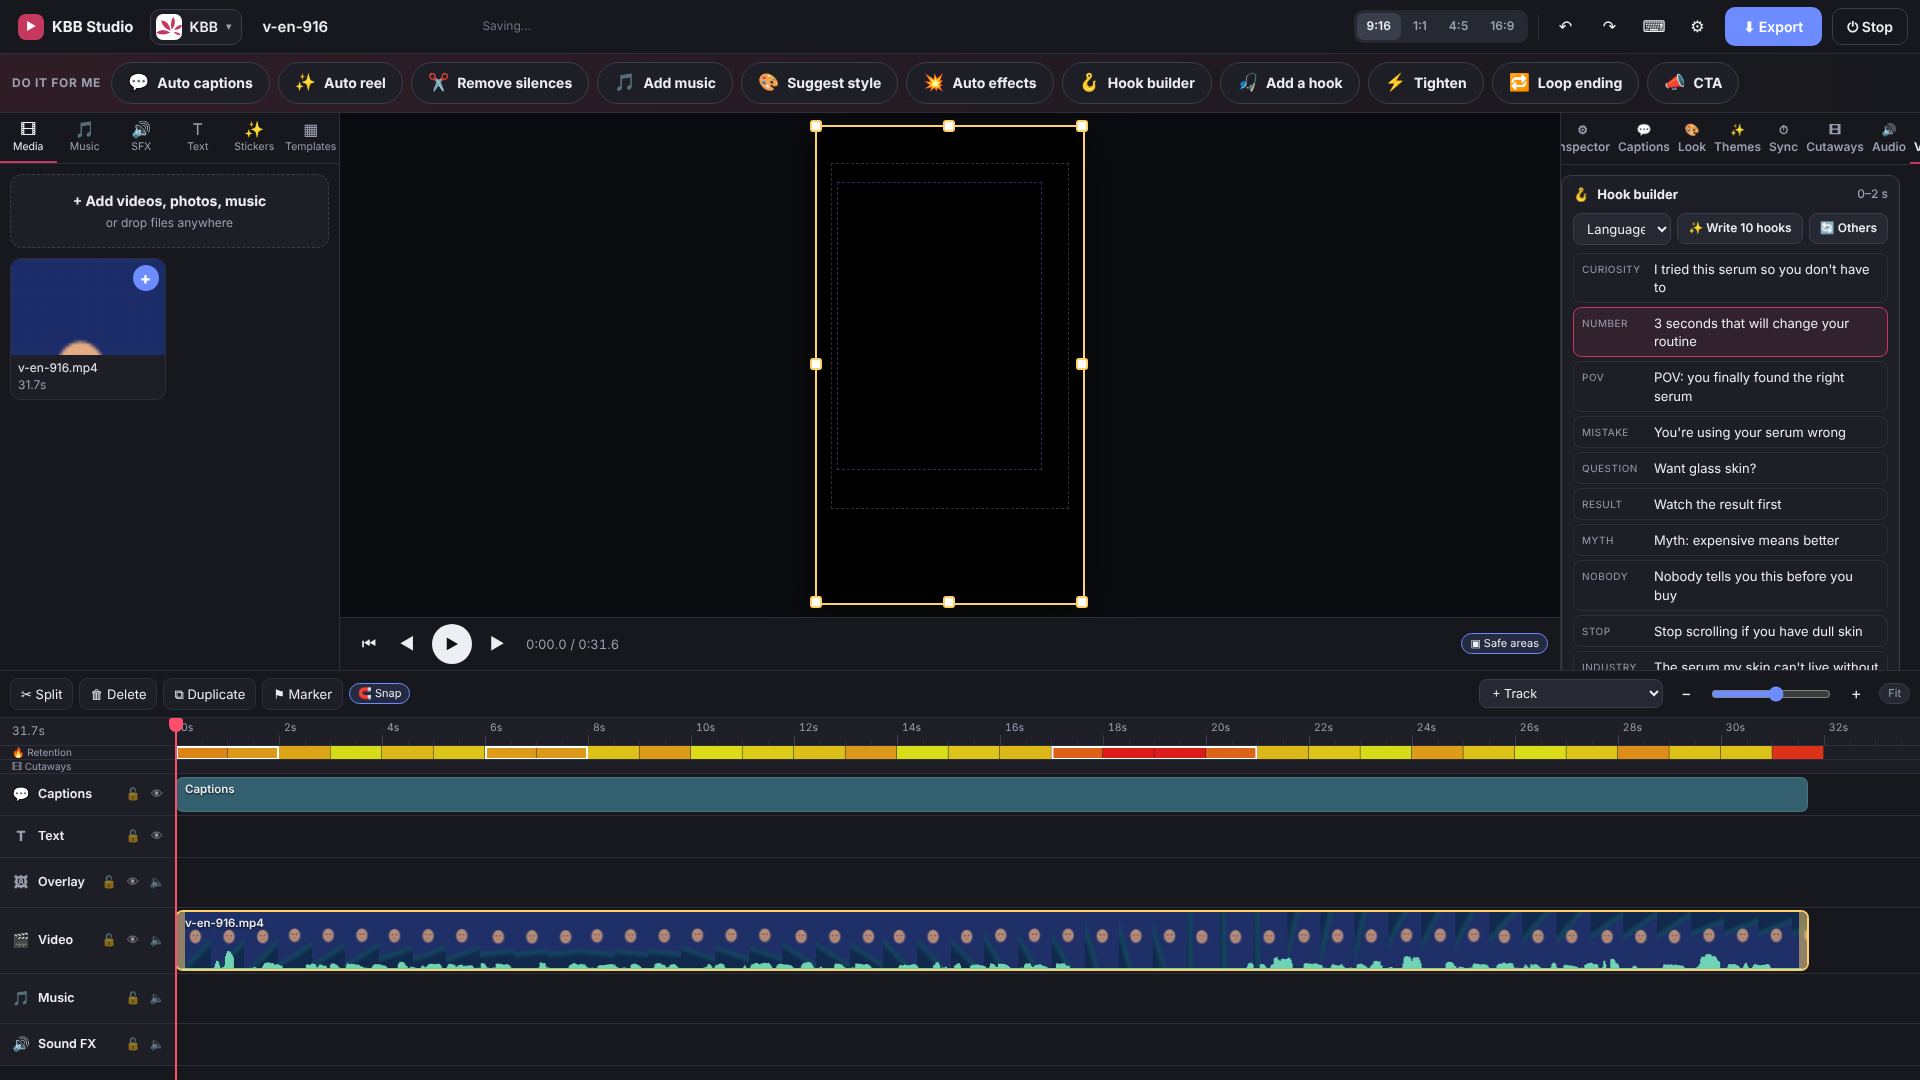 KBB Studio
KBB
v-en-916
Saving...
9:16
1:1
4:5
16:9
Export
Stop
DO IT FOR ME
Auto captions
Auto reel
Remove silences
Add music
Suggest style
Auto effects
Hook builder
Add a hook
Tighten
Loop ending
CTA
Media
Music
SFX
Text
Stickers
Templates
+ Add videos, photos, music
or drop files anywhere
v-en-916.mp4
31.7s
0:00.0 / 0:31.6
Safe areas
nspector
Captions
Look
Themes
Sync
Cutaways
Audio
Hook builder
0–2 s
Language
Write 10 hooks
Others
CURIOSITY
I tried this serum so you don't have
to
NUMBER
3 seconds that will change your
routine
POV
POV: you finally found the right
serum
MISTAKE
You're using your serum wrong
QUESTION
Want glass skin?
RESULT
Watch the result first
MYTH
Myth: expensive means better
NOBODY
Nobody tells you this before you
buy
STOP
Stop scrolling if you have dull skin
INDUSTRY
The serum my skin can't live without
Split
Delete
Duplicate
Marker
Snap
+ Track
−
+
Fit
31.7s
0s
2s
4s
6s
8s
10s
12s
14s
16s
18s
20s
22s
24s
26s
28s
30s
32s
Retention
Cutaways
Captions
Captions
Text
Overlay
Video
v-en-916.mp4
Music
Sound FX